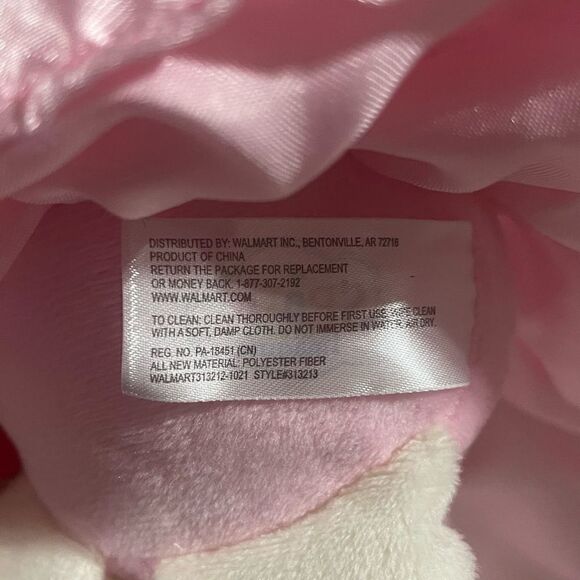 DISTRIBUTED BY: WALMART INC., BENTONVILLE, AR 72716
PRODUCT OF CHINA
RETURN THE PACKAGE FOR REPLACEMENT
OR MONEY BACK. 1-877-307-2192
WWW.WALMART.COM
TO CLEAN: CLEAN THOROUGHLY BEFORE FIRST USE. WIPE CLEAN
WITH A SOFT, DAMP CLOTH. DO NOT IMMERSE IN WATER. AIR DRY.
REG. NO. PA-18451 (CN)
ALL NEW MATERIAL: POLYESTER FIBER
WALMART313212-1021 STYLE#313213